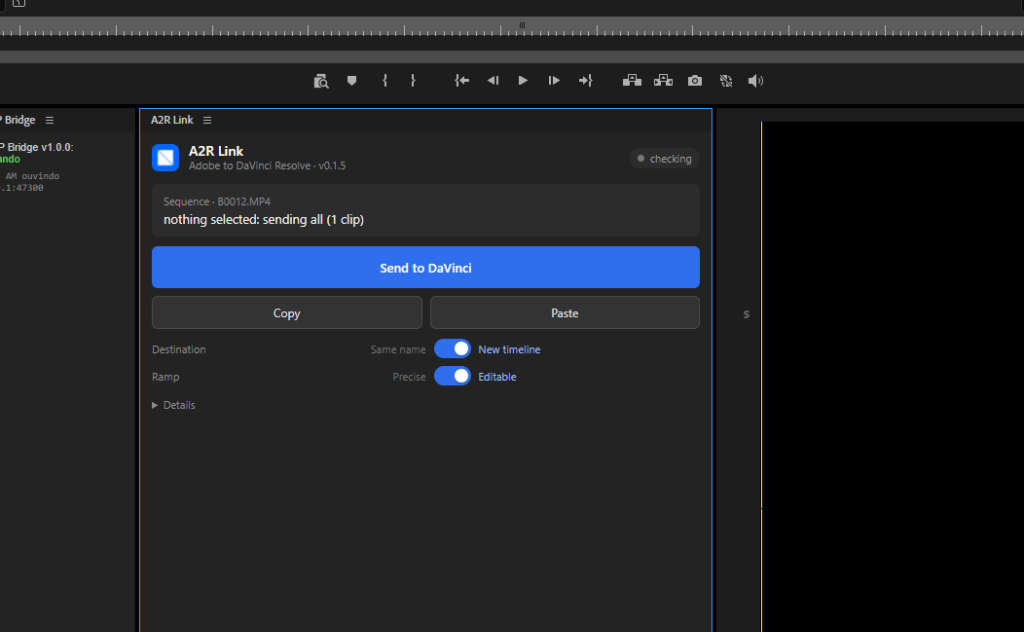 P Bridge
P Bridge v1.0.0:
ando
AM ouvindo
.1:47300
A2R Link
A2R Link
Adobe to DaVinci Resolve · v0.1.5
checking
Sequence · B0012.MP4
nothing selected: sending all (1 clip)
Send to DaVinci
Copy
Paste
Destination
Same name
New timeline
Ramp
Precise
Editable
Details
S